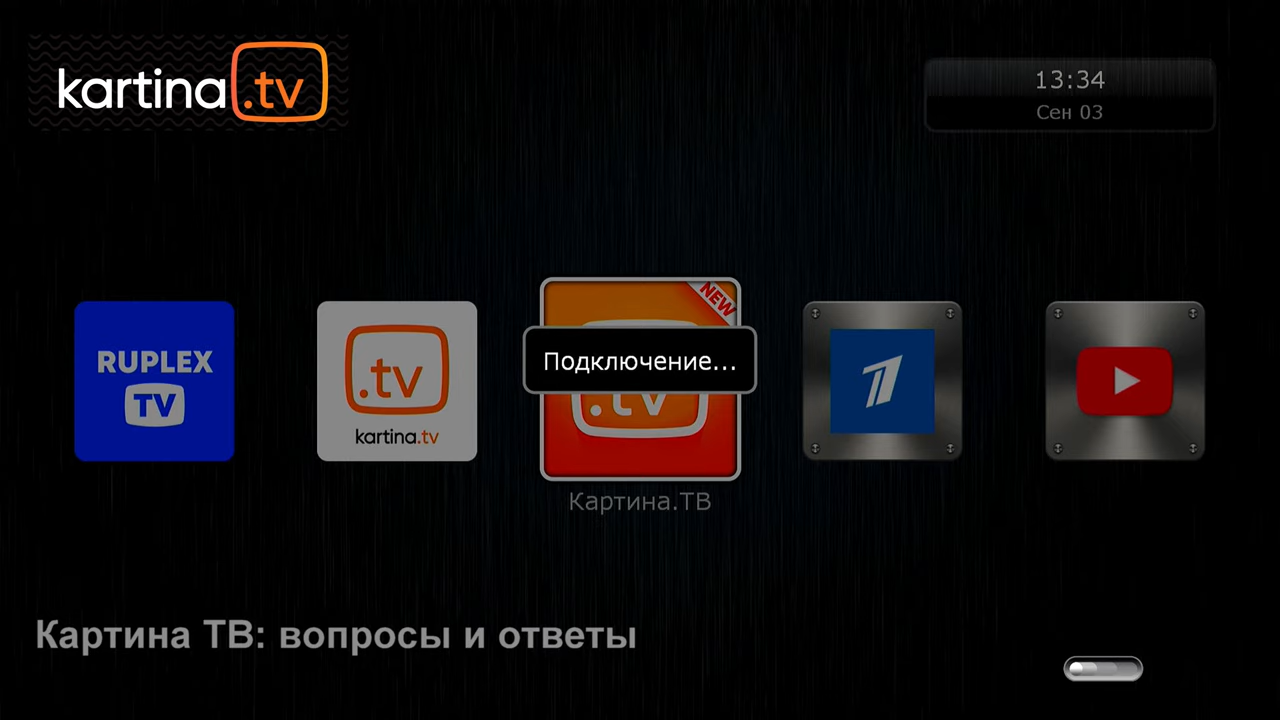 kartina.tv
13:34
Сен 03
RUPLEX
TV
.tv
kartina.tv
NEW
Подключение...
.tv
Картина.ТВ
Картина ТВ: вопросы и ответы